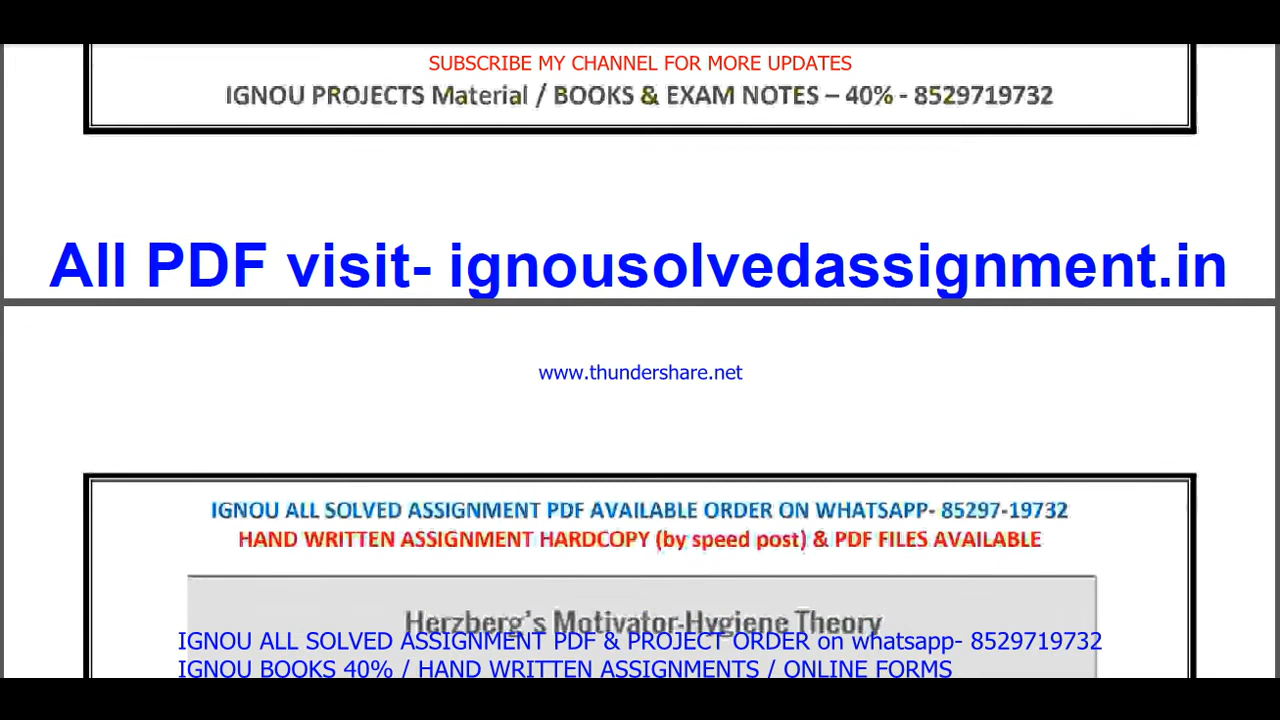 SUBSCRIBE MY CHANNEL FOR MORE UPDATES
IGNOU PROJECTS Material / BOOKS & EXAM NOTES – 40% - 8529719732
All PDF visit- ignousolvedassignment.in
www.thundershare.net
IGNOU ALL SOLVED ASSIGNMENT PDF AVAILABLE ORDER ON WHATSAPP- 85297-19732
HAND WRITTEN ASSIGNMENT HARDCOPY (by speed post) & PDF FILES AVAILABLE
Herzberg's Motivator-Hygiene Theory
IGNOU ALL SOLVED ASSIGNMENT PDF & PROJECT ORDER on whatsapp- 8529719732
IGNOU BOOKS 40% / HAND WRITTEN ASSIGNMENTS / ONLINE FORMS